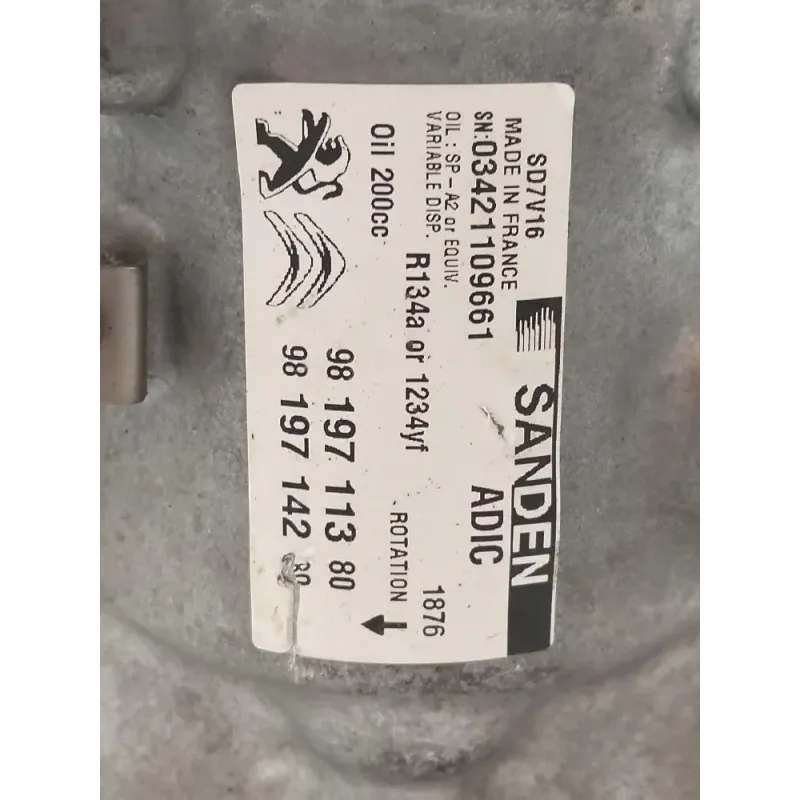 SD7V16
SANDEN
MADE IN FRANCE
SN:03421109661
ADIC
1876
OIL : SP-A2 or EQUIV.
VARIABLE DISP.
R134a or 1234yf
ROTATION
Oil 200cc
98 197 113 80
98 197 142 80